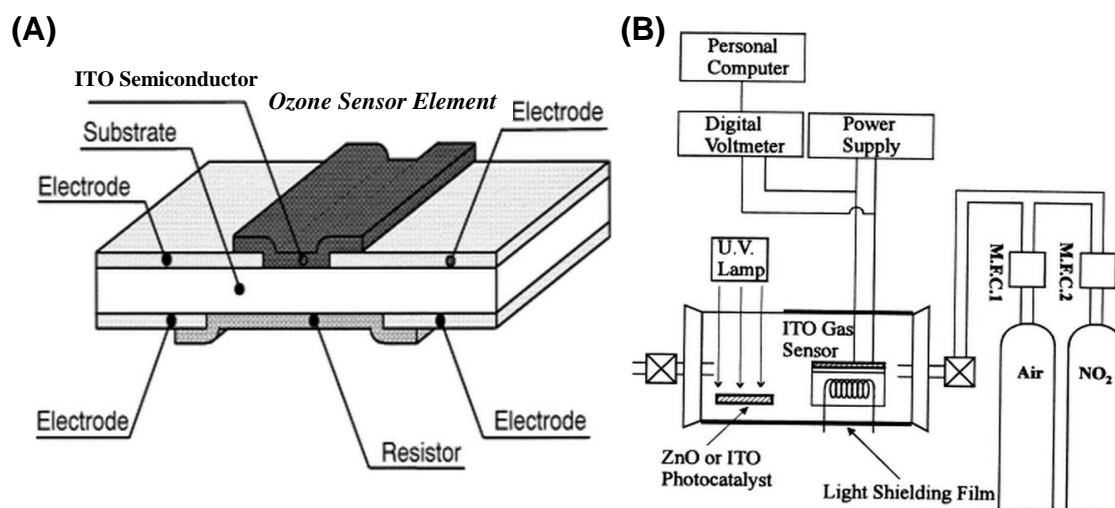 (A)
ITO Semiconductor
Ozone Sensor Element
Electrode
Substrate
Electrode
Electrode
Resistor
Electrode
(B)
Personal
Computer
Digital
Voltmeter
Power
Supply
U.V.
Lamp
M.F.C.1
M.F.C.2
ITO Gas
Sensor
Air
NO₂
ZnO or ITO
Photocatalyst
Light Shielding Film